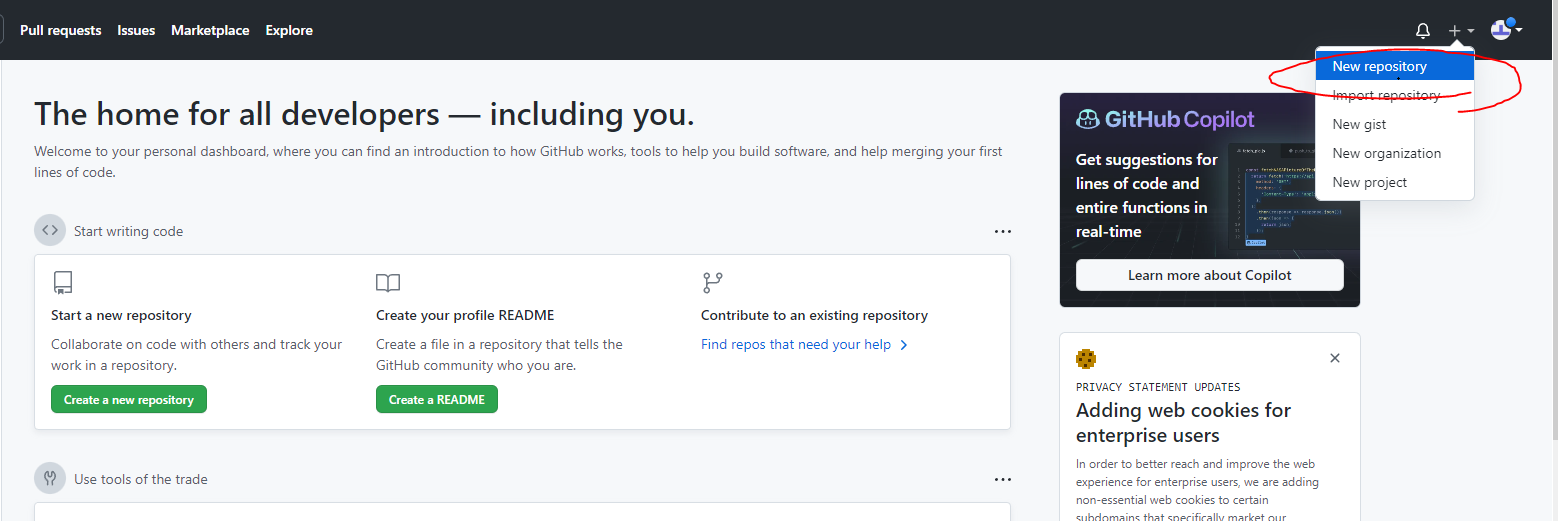 Pull requests Issues Marketplace Explore
New repository
Import repository
New gist
New organization
New project
The home for all developers — including you.
Welcome to your personal dashboard, where you can find an introduction to how GitHub works, tools to help you build software, and help merging your first
lines of code.
Start writing code
Start a new repository
Collaborate on code with others and track your
work in a repository.
Create a new repository
Create your profile README
Create a file in a repository that tells the
GitHub community who you are.
Create a README
Contribute to an existing repository
Find repos that need your help
Use tools of the trade
GitHub Copilot
Get suggestions for
lines of code and
entire functions in
real-time
Learn more about Copilot
PRIVACY STATEMENT UPDATES
Adding web cookies for
enterprise users
In order to better reach and improve the web
experience for enterprise users, we are adding
non-essential web cookies to certain
subdomains that specifically market our